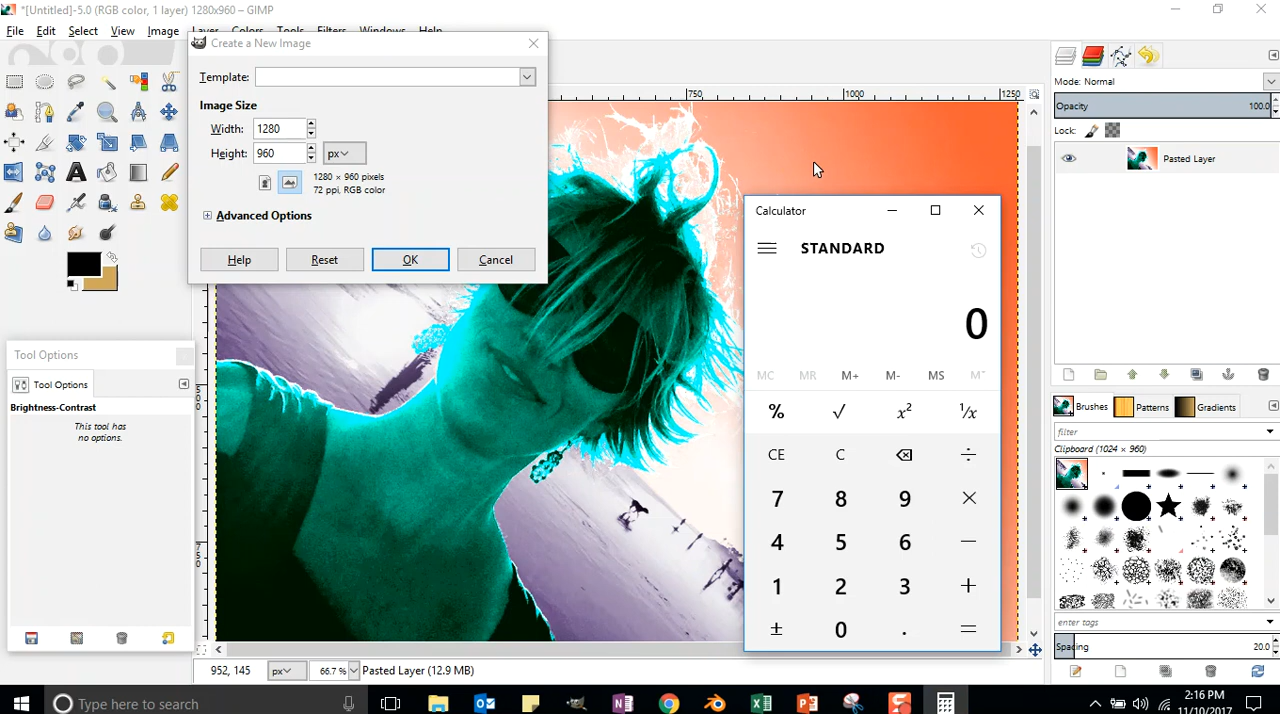 *[Untitled]-5.0 (RGB color, 1 layer) 1280x960 – GIMP
File Edit Select View Image Layer Colors Tools Filters Windows Help
Create a New Image
Template:
Image Size
Width: 1280
Height: 960 px
1280 × 960 pixels
72 ppi, RGB color
Advanced Options
Help Reset OK Cancel
750 1000 1250
Mode: Normal
Opacity 100.0
Lock:
Pasted Layer
Calculator
STANDARD
0
MC MR M+ M- MS M˅
% √ x² ¹/x
CE C ÷
7 8 9 ×
4 5 6 −
1 2 3 +
± 0 . =
Tool Options
Tool Options
Brightness-Contrast
This tool has
no options.
Brushes Patterns Gradients
filter
Clipboard (1024 × 960)
enter tags
Spacing 20.0
952, 145 px 66.7 % Pasted Layer (12.9 MB)
Type here to search
2:16 PM
11/10/2017